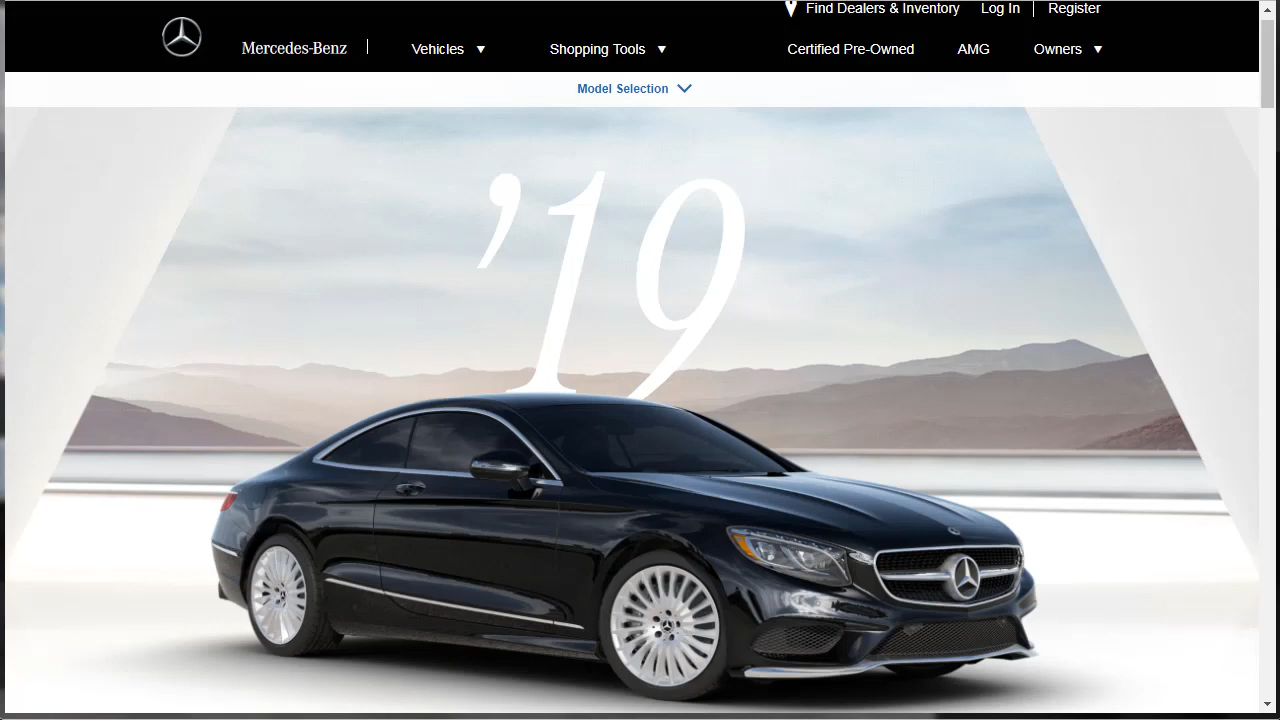 Find Dealers & Inventory Log In Register
Mercedes-Benz Vehicles Shopping Tools Certified Pre-Owned AMG Owners
Model Selection
’19